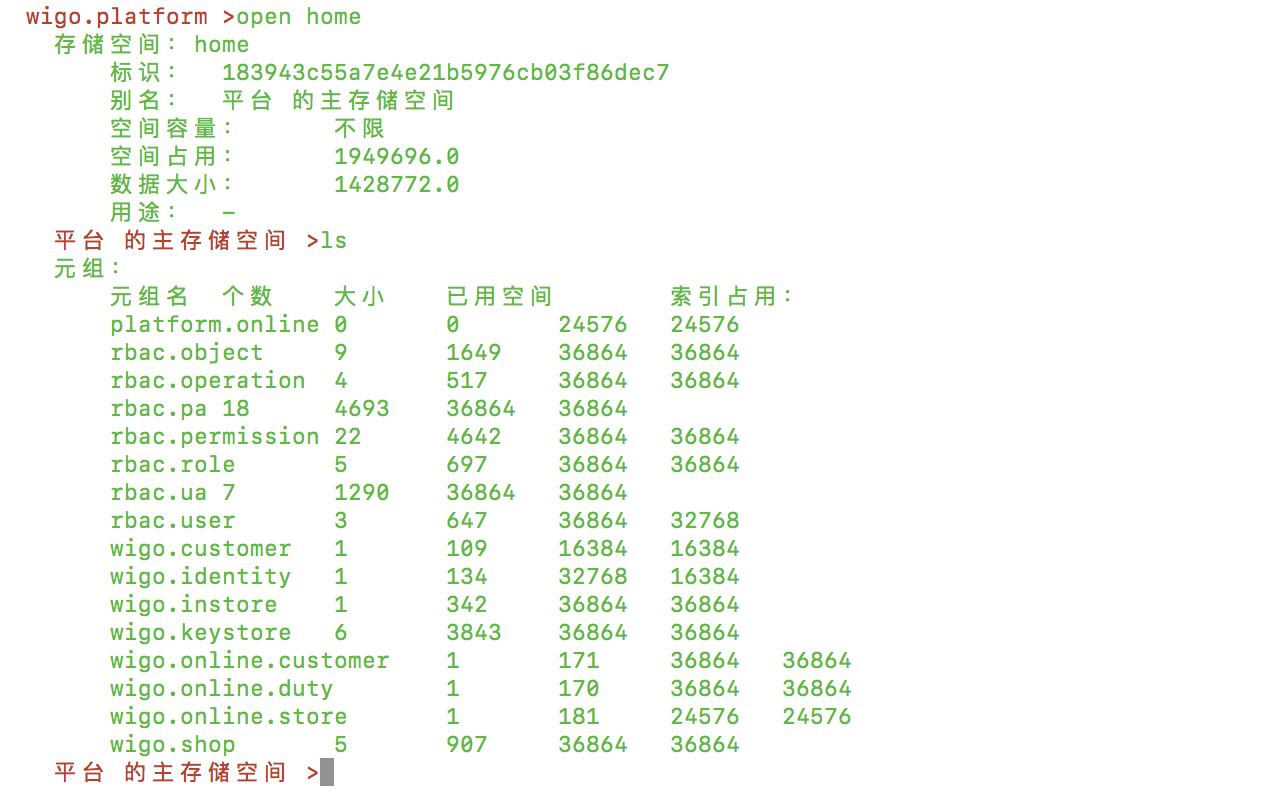 wigo.platform >open home
存储空间： home
标识： 183943c55a7e4e21b5976cb03f86dec7
别名： 平台 的主存储空间
空间容量： 不限
空间占用： 1949696.0
数据大小： 1428772.0
用途： -
平台 的主存储空间 >ls
元组：
元组名 个数 大小 已用空间 索引占用：
platform.online 0 0 24576 24576
rbac.object 9 1649 36864 36864
rbac.operation 4 517 36864 36864
rbac.pa 18 4693 36864 36864
rbac.permission 22 4642 36864 36864
rbac.role 5 697 36864 36864
rbac.ua 7 1290 36864 36864
rbac.user 3 647 36864 32768
wigo.customer 1 109 16384 16384
wigo.identity 1 134 32768 16384
wigo.instore 1 342 36864 36864
wigo.keystore 6 3843 36864 36864
wigo.online.customer 1 171 36864 36864
wigo.online.duty 1 170 36864 36864
wigo.online.store 1 181 24576 24576
wigo.shop 5 907 36864 36864
平台 的主存储空间 >